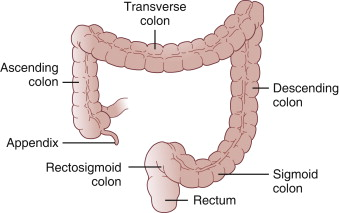 Transverse
colon
Ascending
colon
Descending
colon
Appendix
Rectosigmoid
colon
Sigmoid
colon
Rectum